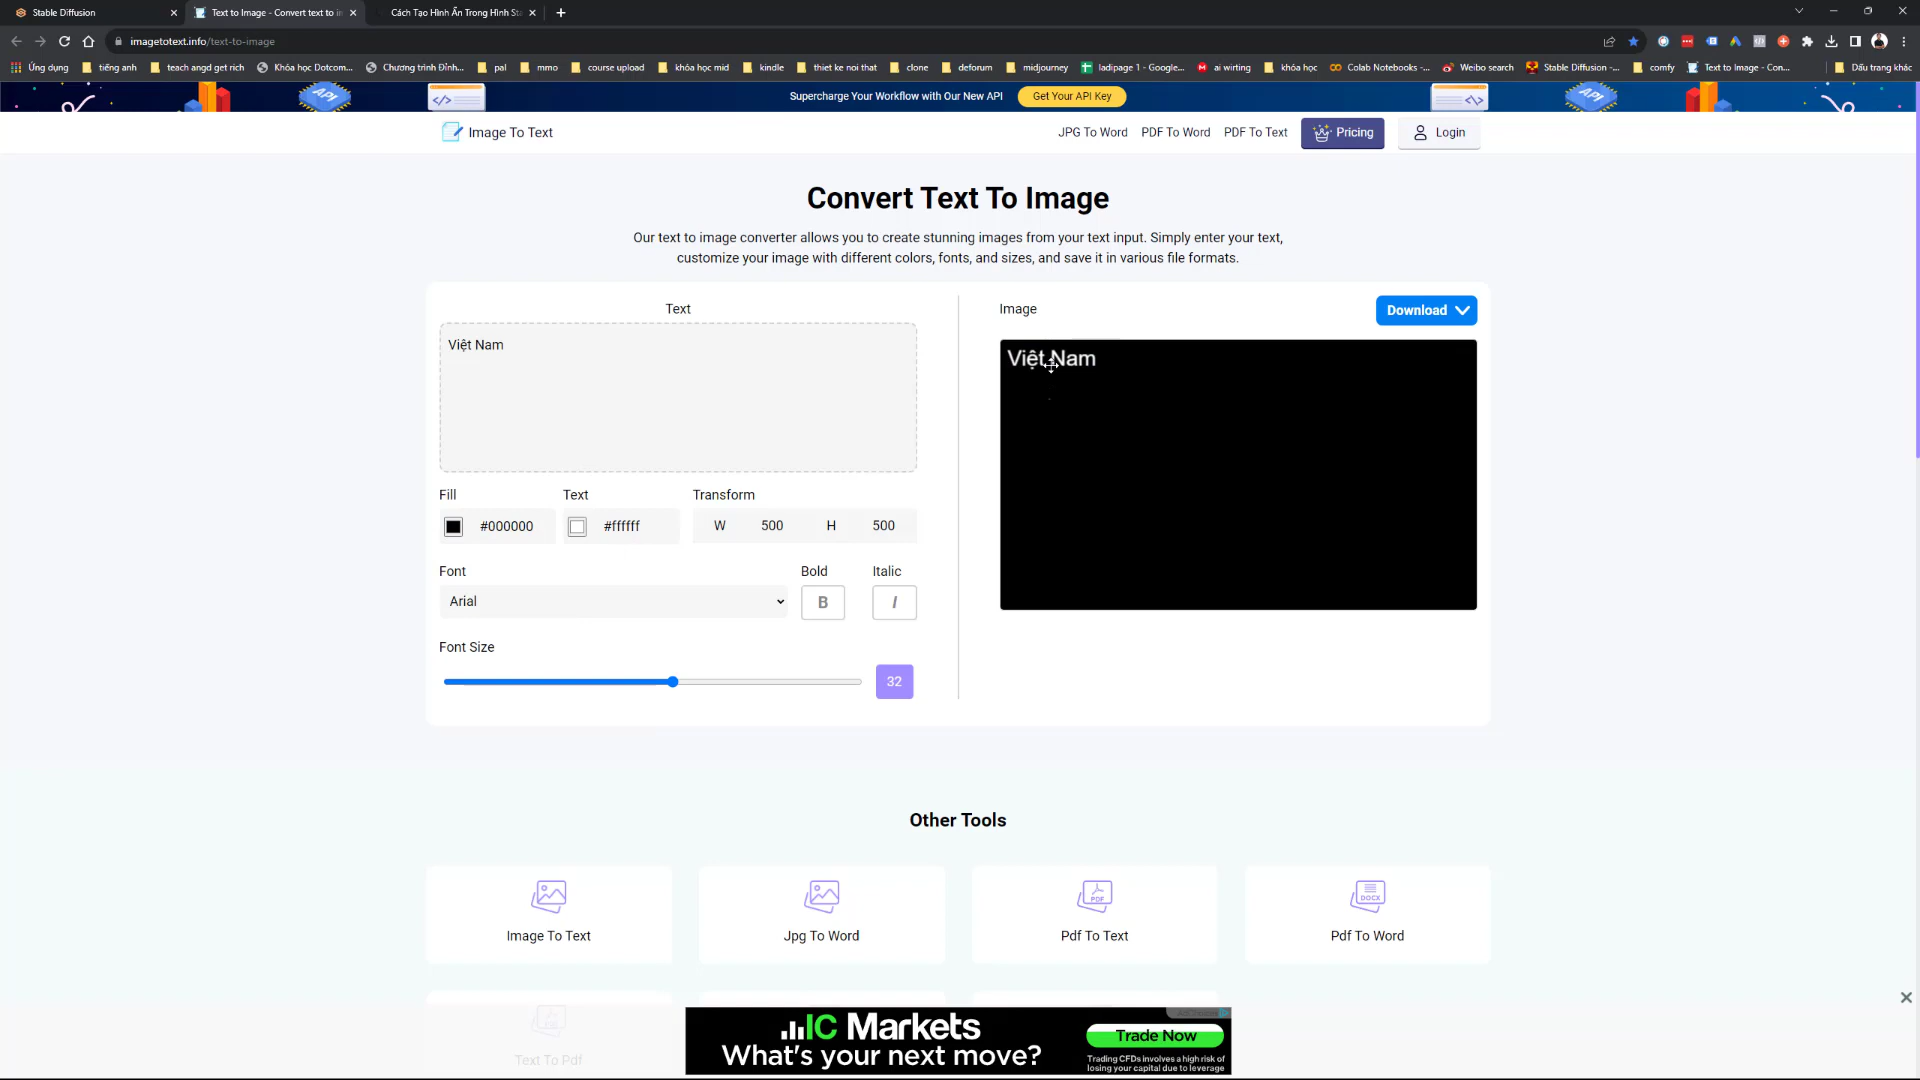 Stable Diffusion
Text to Image - Convert text to i
Cách Tạo Hình Ẩn Trong Hình St
imagetotext.info/text-to-image
Ứng dụng
tiếng anh
teach angd get rich
Khóa học Dotcom...
Chương trình Đỉnh...
pal
mmo
course upload
khóa học mid
kindle
thiet ke noi that
clone
deforum
midjourney
ladipage 1 - Google...
ai wirting
khóa học
Colab Notebooks -...
Weibo search
Stable Diffusion -...
comfy
Text to Image - Con...
Dấu trang khác
Supercharge Your Workflow with Our New API
Get Your API Key
Image To Text
JPG To Word
PDF To Word
PDF To Text
Pricing
Login
Convert Text To Image
Our text to image converter allows you to create stunning images from your text input. Simply enter your text,
customize your image with different colors, fonts, and sizes, and save it in various file formats.
Text
Việt Nam
Fill
Text
Transform
#000000
#ffffff
W 500 H 500
Font
Bold
Italic
Arial
B
I
Font Size
32
Image
Download
Việt Nam
Other Tools
Image To Text
Jpg To Word
Pdf To Text
PDF
Pdf To Word
DOCX
Text To Pdf
IC Markets
What's your next move?
Trade Now
Trading CFDs involves a high risk of
losing your capital due to leverage